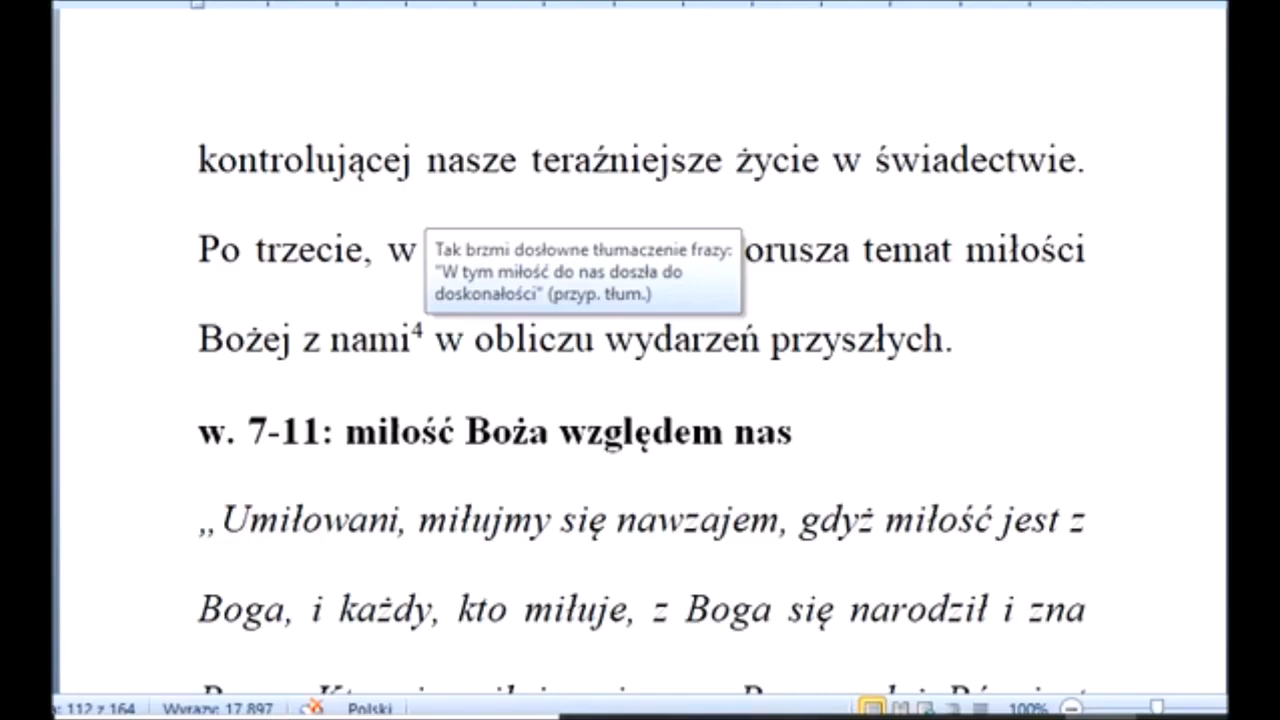 kontrolującej nasze teraźniejsze życie w świadectwie.
Po trzecie, w orusza temat miłości
Tak brzmi dosłowne tłumaczenie frazy:
"W tym miłość do nas doszła do
doskonałości" (przyp. tłum.)
Bożej z nami⁴ w obliczu wydarzeń przyszłych.
w. 7-11: miłość Boża względem nas
„Umiłowani, miłujmy się nawzajem, gdyż miłość jest z
Boga, i każdy, kto miłuje, z Boga się narodził i zna
: 112 z 164 Wyrazy: 17 897 Polski 100%